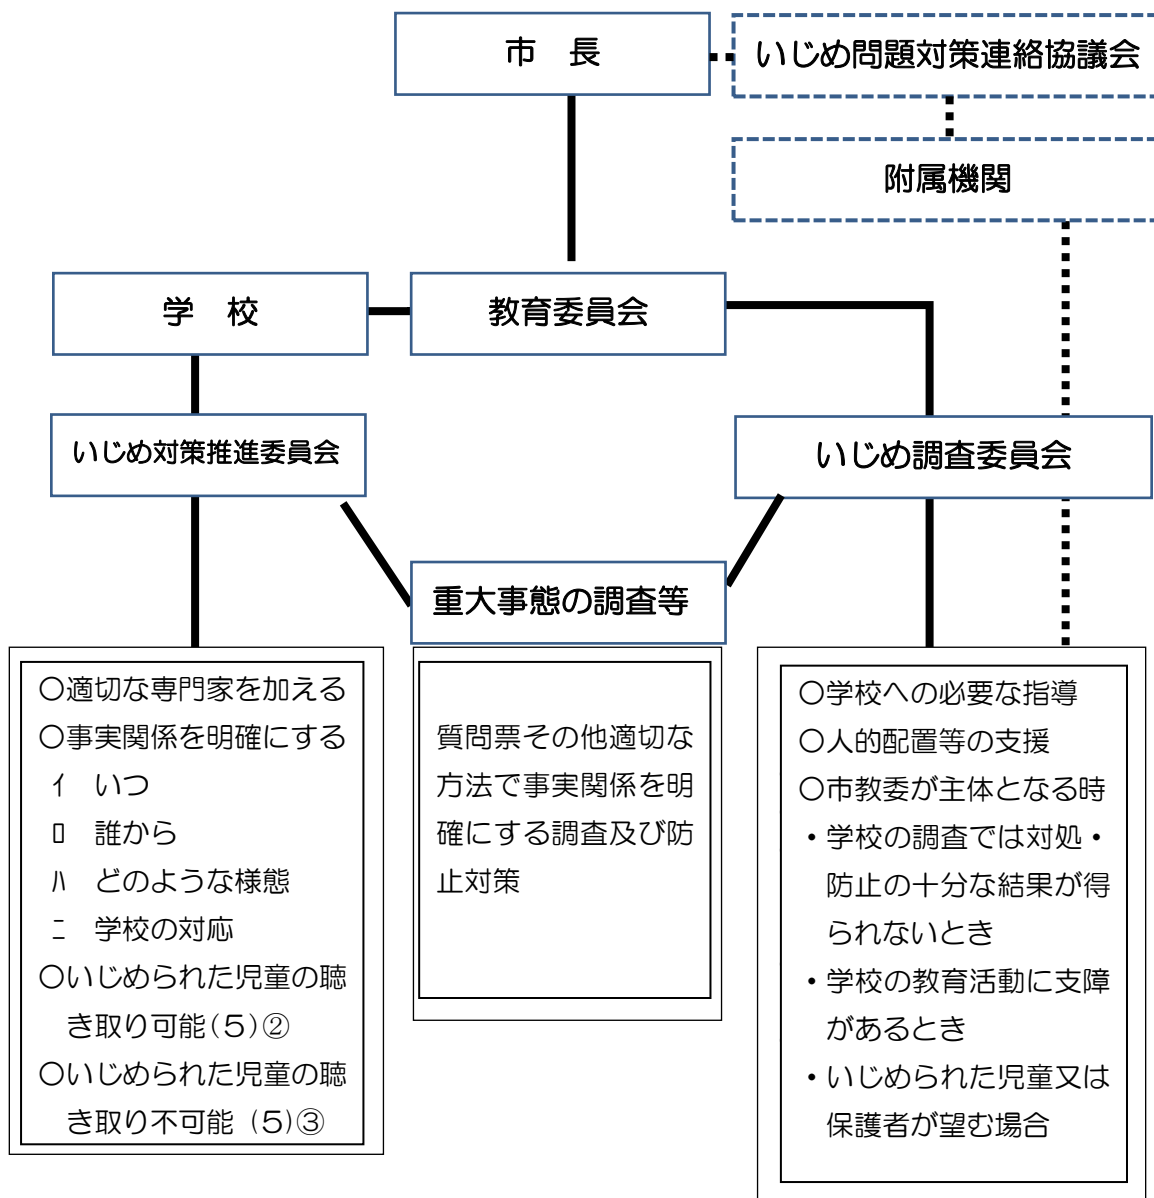 市　長
いじめ問題対策連絡協議会
附属機関
学　校
教育委員会
いじめ対策推進委員会
いじめ調査委員会
重大事態の調査等
〇適切な専門家を加える
〇事実関係を明確にする
ｲ　いつ
ﾛ　誰から
ﾊ　どのような様態
ﾆ　学校の対応
〇いじめられた児童の聴
き取り可能(5)②
〇いじめられた児童の聴
き取り不可能 (5)③
質問票その他適切な
方法で事実関係を明
確にする調査及び防
止対策
〇学校への必要な指導
〇人的配置等の支援
〇市教委が主体となる時
・学校の調査では対処・
防止の十分な結果が得
られないとき
・学校の教育活動に支障
があるとき
・いじめられた児童又は
保護者が望む場合